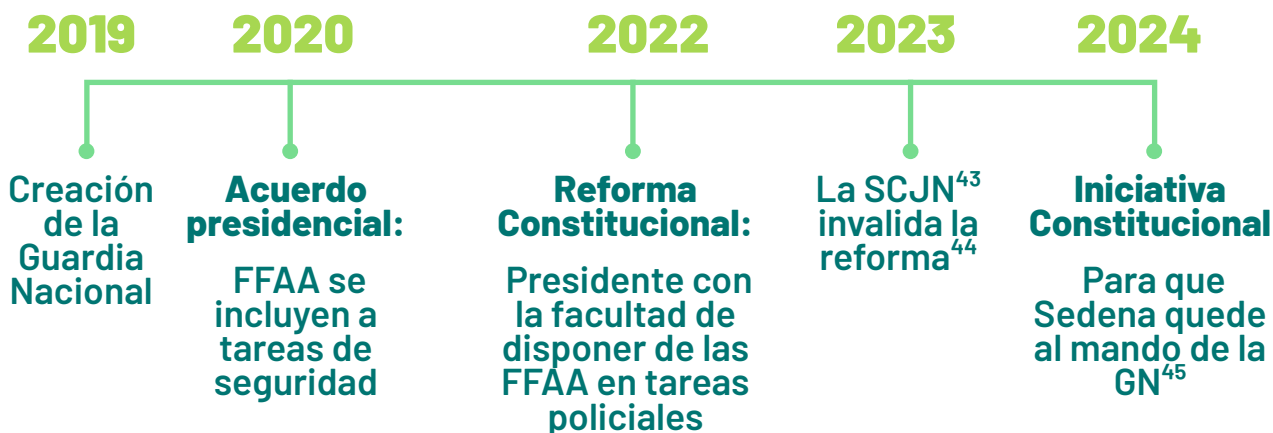 2019
2020
2022
2023
2024
Creación
de la
Guardia
Nacional
Acuerdo
presidencial:
FFAA se
incluyen a
tareas de
seguridad
Reforma
Constitucional:
Presidente con
la facultad de
disponer de las
FFAA en tareas
policiales
La SCJN⁴³
invalida la
reforma⁴⁴
Iniciativa
Constitucional
Para que
Sedena quede
al mando de la
GN⁴⁵